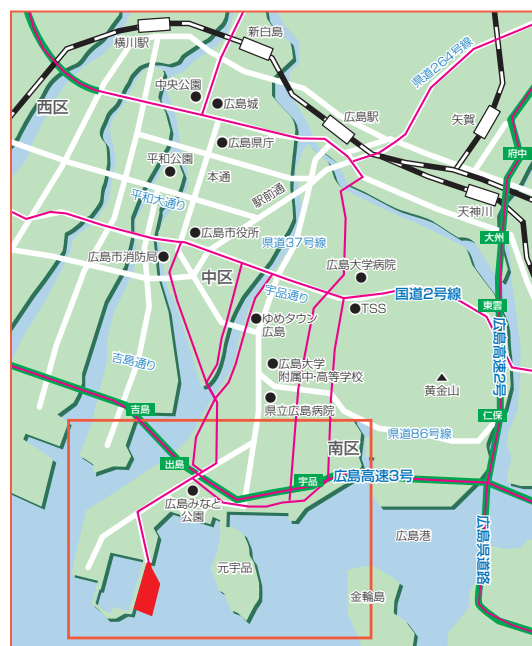 新白島
横川駅
県道264号線
中央公園
広島城
西区
広島駅
矢賀
広島県庁
府中
平和公園
本通
駅前通
平和大通り
天神川
広島市役所
大州
県道37号線
広島市消防局
広島大学病院
中区
宇品通り
国道2号線
東雲
TSS
ゆめタウン
広島
広島高速2号
吉島通り
広島大学
附属中・高等学校
黄金山
県立広島病院
吉島
仁保
県道86号線
南区
出島
広島高速3号
宇品
広島みなと
公園
広島港
広島呉道路
元宇品
金輪島